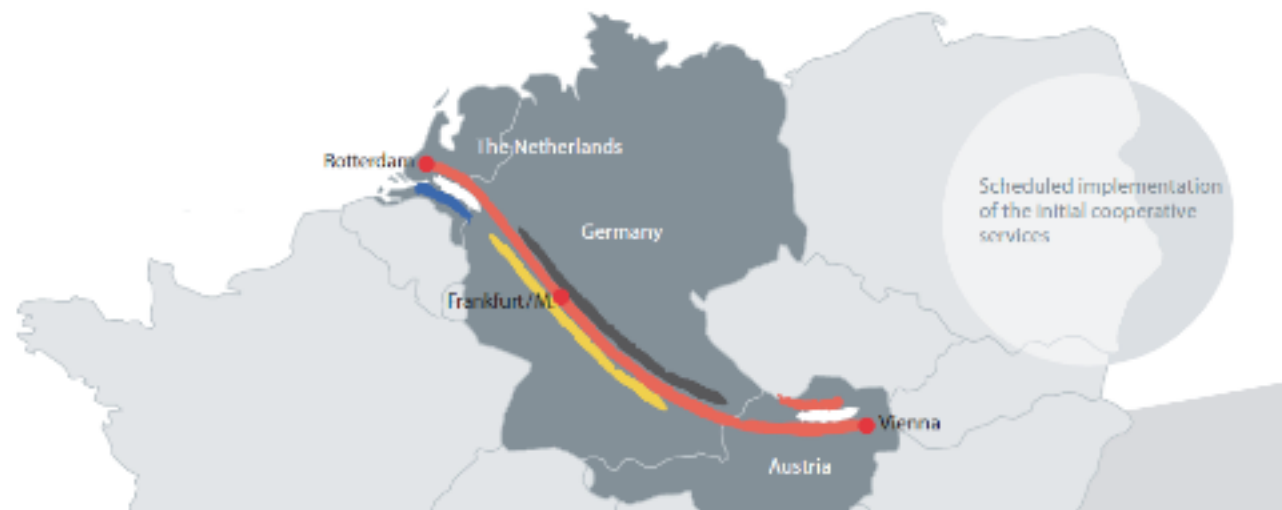 Rotterdam
The Netherlands
Scheduled implementation
of the initial cooperative
services
Germany
Frankfurt/M.
Vienna
Austria